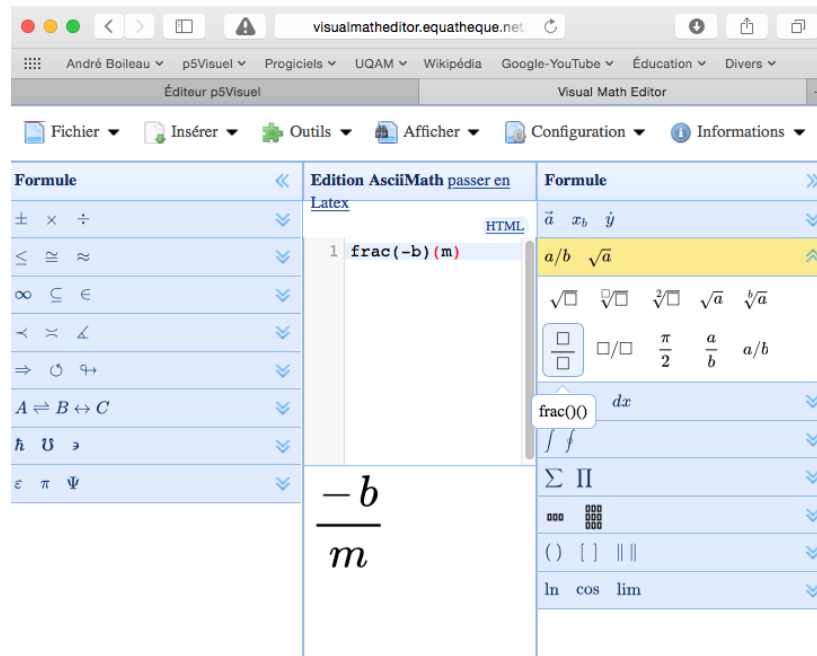 visualmatheditor.equatheque.net
André Boileau p5Visuel Progiciels UQAM Wikipédia Google-YouTube Éducation Divers
Éditeur p5Visuel Visual Math Editor
Fichier Insérer Outils Afficher Configuration Informations
Formule
± × ÷
≤ ≅ ≈
∞ ⊆ ∈
≺ ≍ ∡
⇒ ↺ ↬
A ⇌ B ↔ C
ħ ℧ ϶
ε π Ψ
Edition AsciiMath passer en
Latex
HTML
1 frac(-b)(m)
−b
m
Formule
a⃗ x_b ẏ
a/b √a
√□ □√□ 2√□ √a b√a
□/□ □/□ π/2 a/b a/b
frac()()
dx
∫ ∮
∑ ∏
( ) [ ] ‖ ‖
ln cos lim